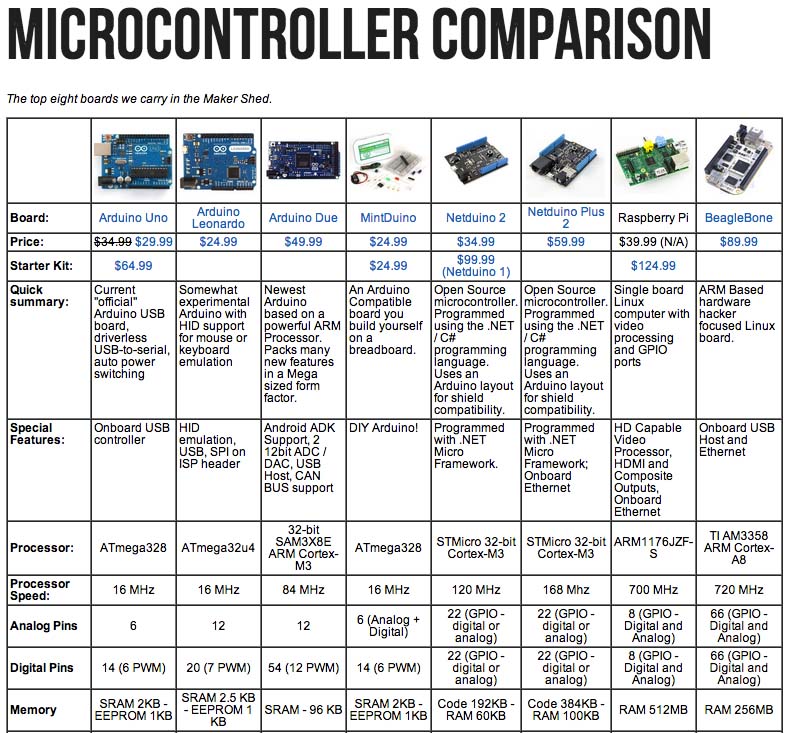 MICROCONTROLLER COMPARISON
The top eight boards we carry in the Maker Shed.
Board:
Arduino Uno
Arduino
Leonardo
Arduino Due
MintDuino
Netduino 2
Netduino Plus
2
Raspberry Pi
BeagleBone
Price:
$34.99 $29.99
$24.99
$49.99
$24.99
$34.99
$59.99
$39.99 (N/A)
$89.99
Starter Kit:
$64.99
$24.99
$99.99
(Netduino 1)
$124.99
Quick
summary:
Current
"official"
Arduino USB
board,
driverless
USB-to-serial,
auto power
switching
Somewhat
experimental
Arduino with
HID support
for mouse or
keyboard
emulation
Newest
Arduino
based on a
powerful ARM
Processor.
Packs many
new features
in a Mega
sized form
factor.
An Arduino
Compatible
board you
build yourself
on a
breadboard.
Open Source
microcontroller.
Programmed
using the .NET
/ C#
programming
language.
Uses an
Arduino layout
for shield
compatibility.
Open Source
microcontroller.
Programmed
using the .NET
/ C#
programming
language.
Uses an
Arduino layout
for shield
compatibility.
Single board
Linux
computer with
video
processing
and GPIO
ports
ARM Based
hardware
hacker
focused Linux
board.
Special
Features:
Onboard USB
controller
HID
emulation,
USB, SPI on
ISP header
Android ADK
Support, 2
12bit ADC /
DAC, USB
Host, CAN
BUS support
DIY Arduino!
Programmed
with .NET
Micro
Framework.
Programmed
with .NET
Micro
Framework;
Onboard
Ethernet
HD Capable
Video
Processor,
HDMI and
Composite
Outputs,
Onboard
Ethernet
Onboard USB
Host and
Ethernet
Processor:
ATmega328
ATmega32u4
32-bit
SAM3X8E
ARM Cortex-
M3
ATmega328
STMicro 32-bit
Cortex-M3
STMicro 32-bit
Cortex-M3
ARM1176JZF-
S
TI AM3358
ARM Cortex-
A8
Processor
Speed:
16 MHz
16 MHz
84 MHz
16 MHz
120 MHz
168 Mhz
700 MHz
720 MHz
Analog Pins
6
12
12
6 (Analog +
Digital)
22 (GPIO -
digital or
analog)
22 (GPIO -
digital or
analog)
8 (GPIO -
Digital and
Analog)
66 (GPIO -
Digital and
Analog)
Digital Pins
14 (6 PWM)
20 (7 PWM)
54 (12 PWM)
14 (6 PWM)
22 (GPIO -
digital or
analog)
22 (GPIO -
digital or
analog)
8 (GPIO -
Digital and
Analog)
66 (GPIO -
Digital and
Analog)
Memory
SRAM 2KB -
EEPROM 1KB
SRAM 2.5 KB
- EEPROM 1
KB
SRAM - 96 KB
SRAM 2KB -
EEPROM 1KB
Code 192KB -
RAM 60KB
Code 384KB -
RAM 100KB
RAM 512MB
RAM 256MB